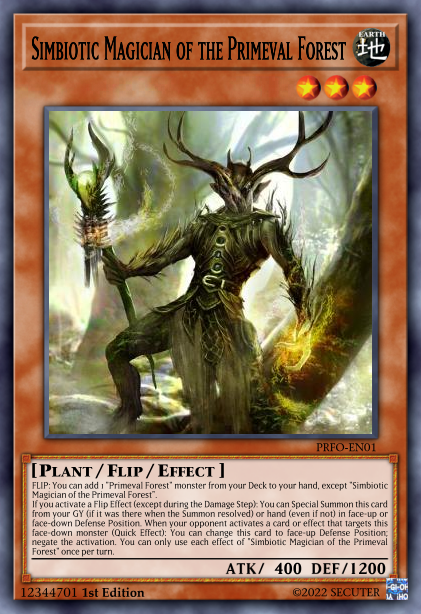 Simbiotic Magician of the Primeval Forest
EARTH
地
PRFO-EN01
[Plant / Flip / Effect ]
FLIP: You can add 1 "Primeval Forest" monster from your Deck to your hand, except "Simbiotic
Magician of the Primeval Forest".
If you activate a Flip Effect (except during the Damage Step): You can Special Summon this card
from your GY (if it was there when the Summon resolved) or hand (even if not) in face-up or
face-down Defense Position. When your opponent activates a card or effect that targets this
face-down monster (Quick Effect): You can change this card to face-up Defense Position;
negate the activation. You can only use each effect of "Simbiotic Magician of the Primeval
Forest" once per turn.
ATK/ 400 DEF/1200
12344701 1st Edition
©2022 SECUTER